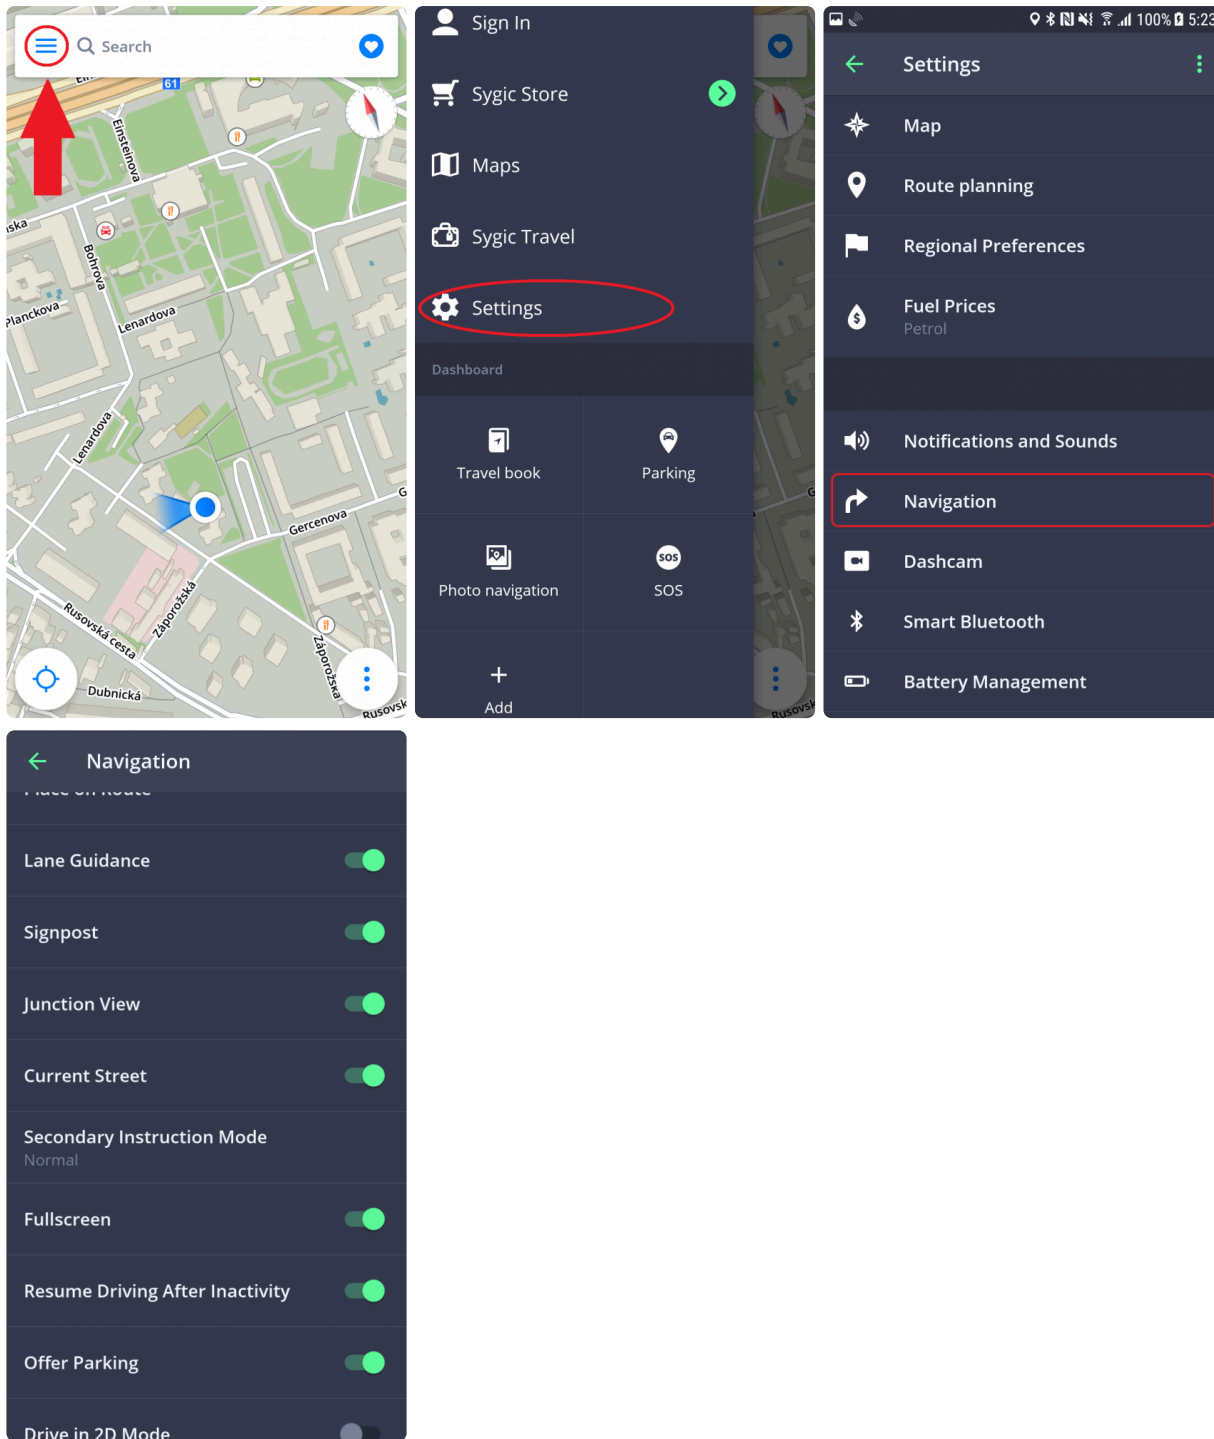 Search
61
Einsteinova
Bohrova
Planckova
Lenardova
Lenardova
Gercenova
Rusovská cesta
Záporožská
Záporožská
Dubnická
Sign In
Sygic Store
Maps
Sygic Travel
Settings
Dashboard
Travel book
Parking
Photo navigation
SOS
SOS
Add
100% 5:23
Settings
Map
Route planning
Regional Preferences
Fuel Prices
Petrol
Notifications and Sounds
Navigation
Dashcam
Smart Bluetooth
Battery Management
Navigation
Place on Route
Lane Guidance
Signpost
Junction View
Current Street
Secondary Instruction Mode
Normal
Fullscreen
Resume Driving After Inactivity
Offer Parking
Drive in 2D Mode